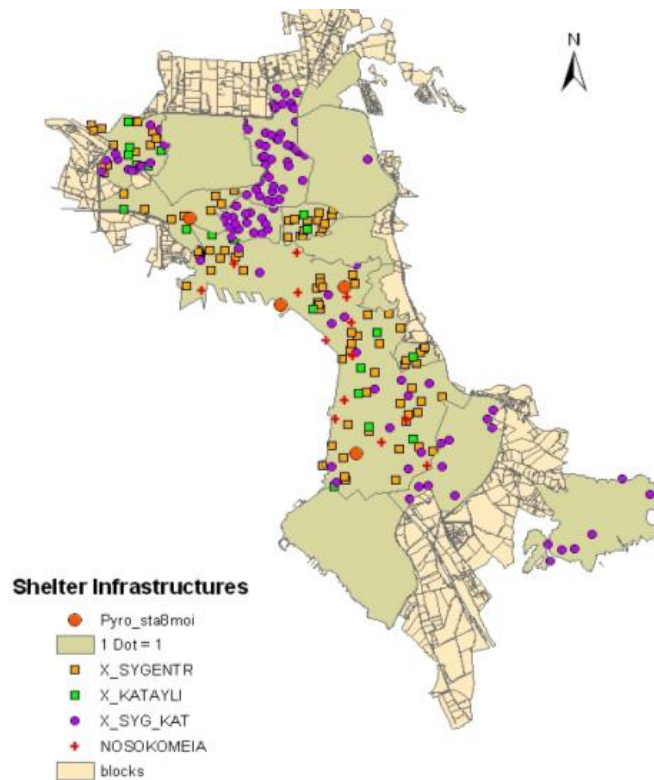 N
Shelter Infrastructures
Pyro_sta8moi
1 Dot = 1
X_SYGENTR
X_KATAYLI
X_SYG_KAT
NOSOKOMEIA
blocks